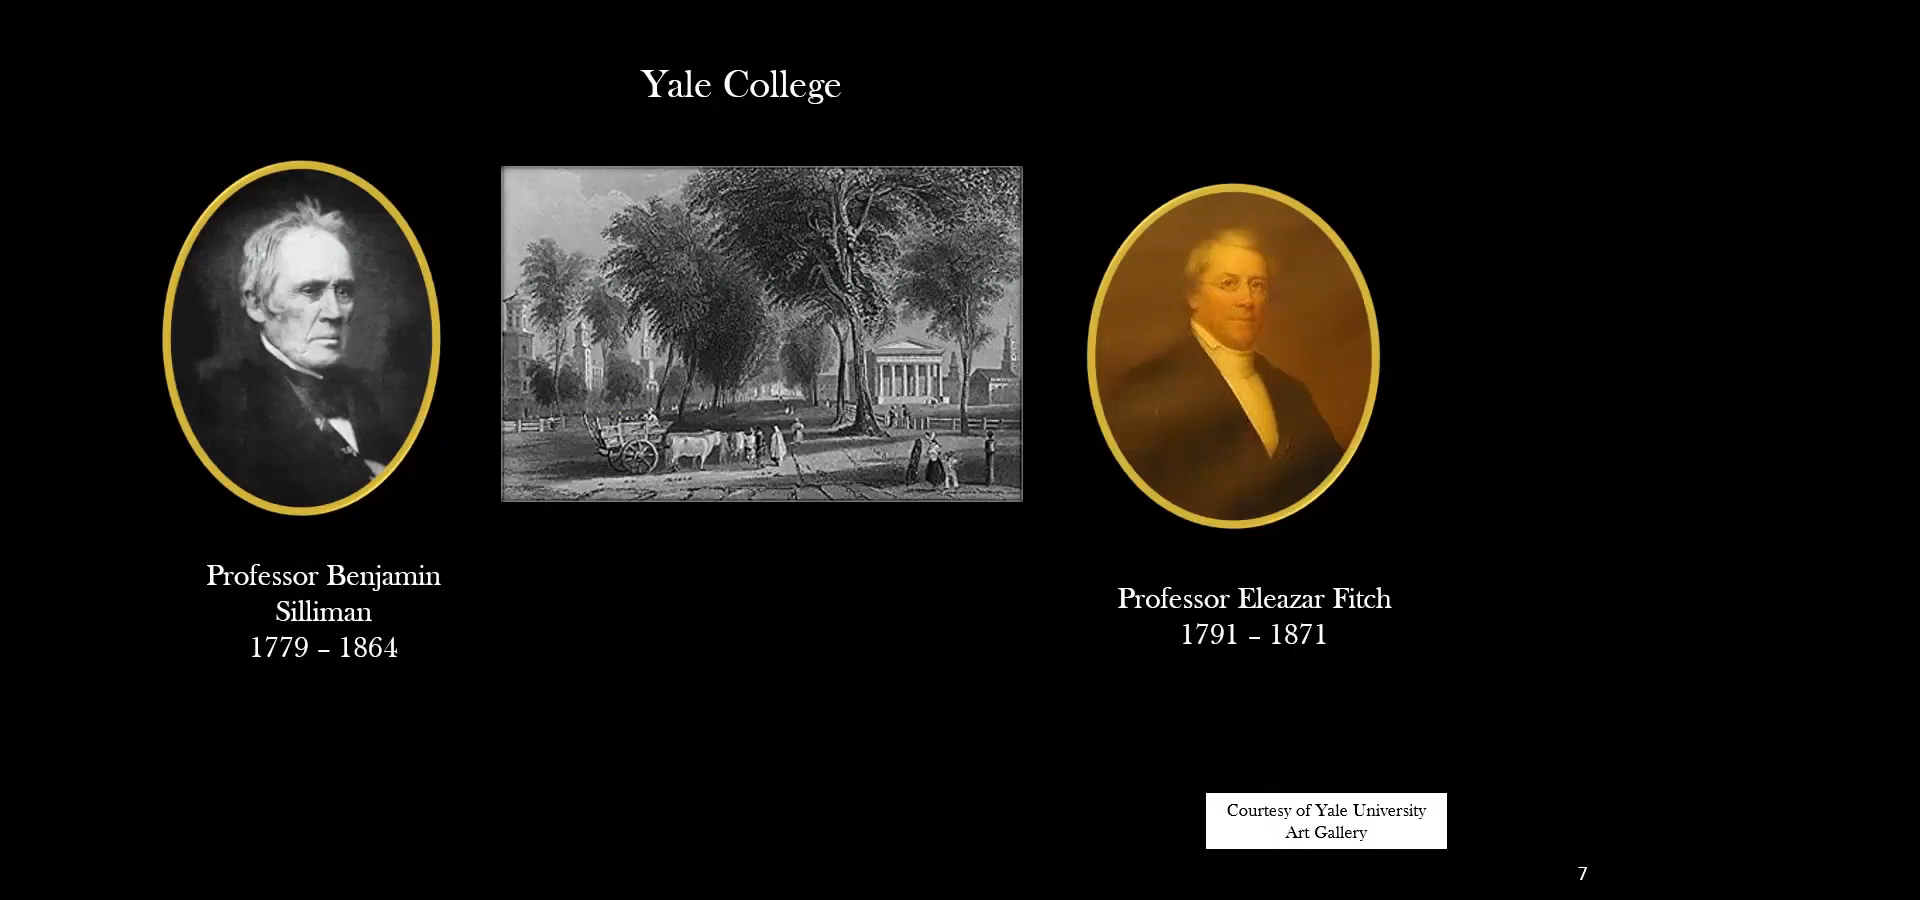 Yale College
Professor Benjamin
Silliman
1779 – 1864
Professor Eleazar Fitch
1791 – 1871
Courtesy of Yale University
Art Gallery
7